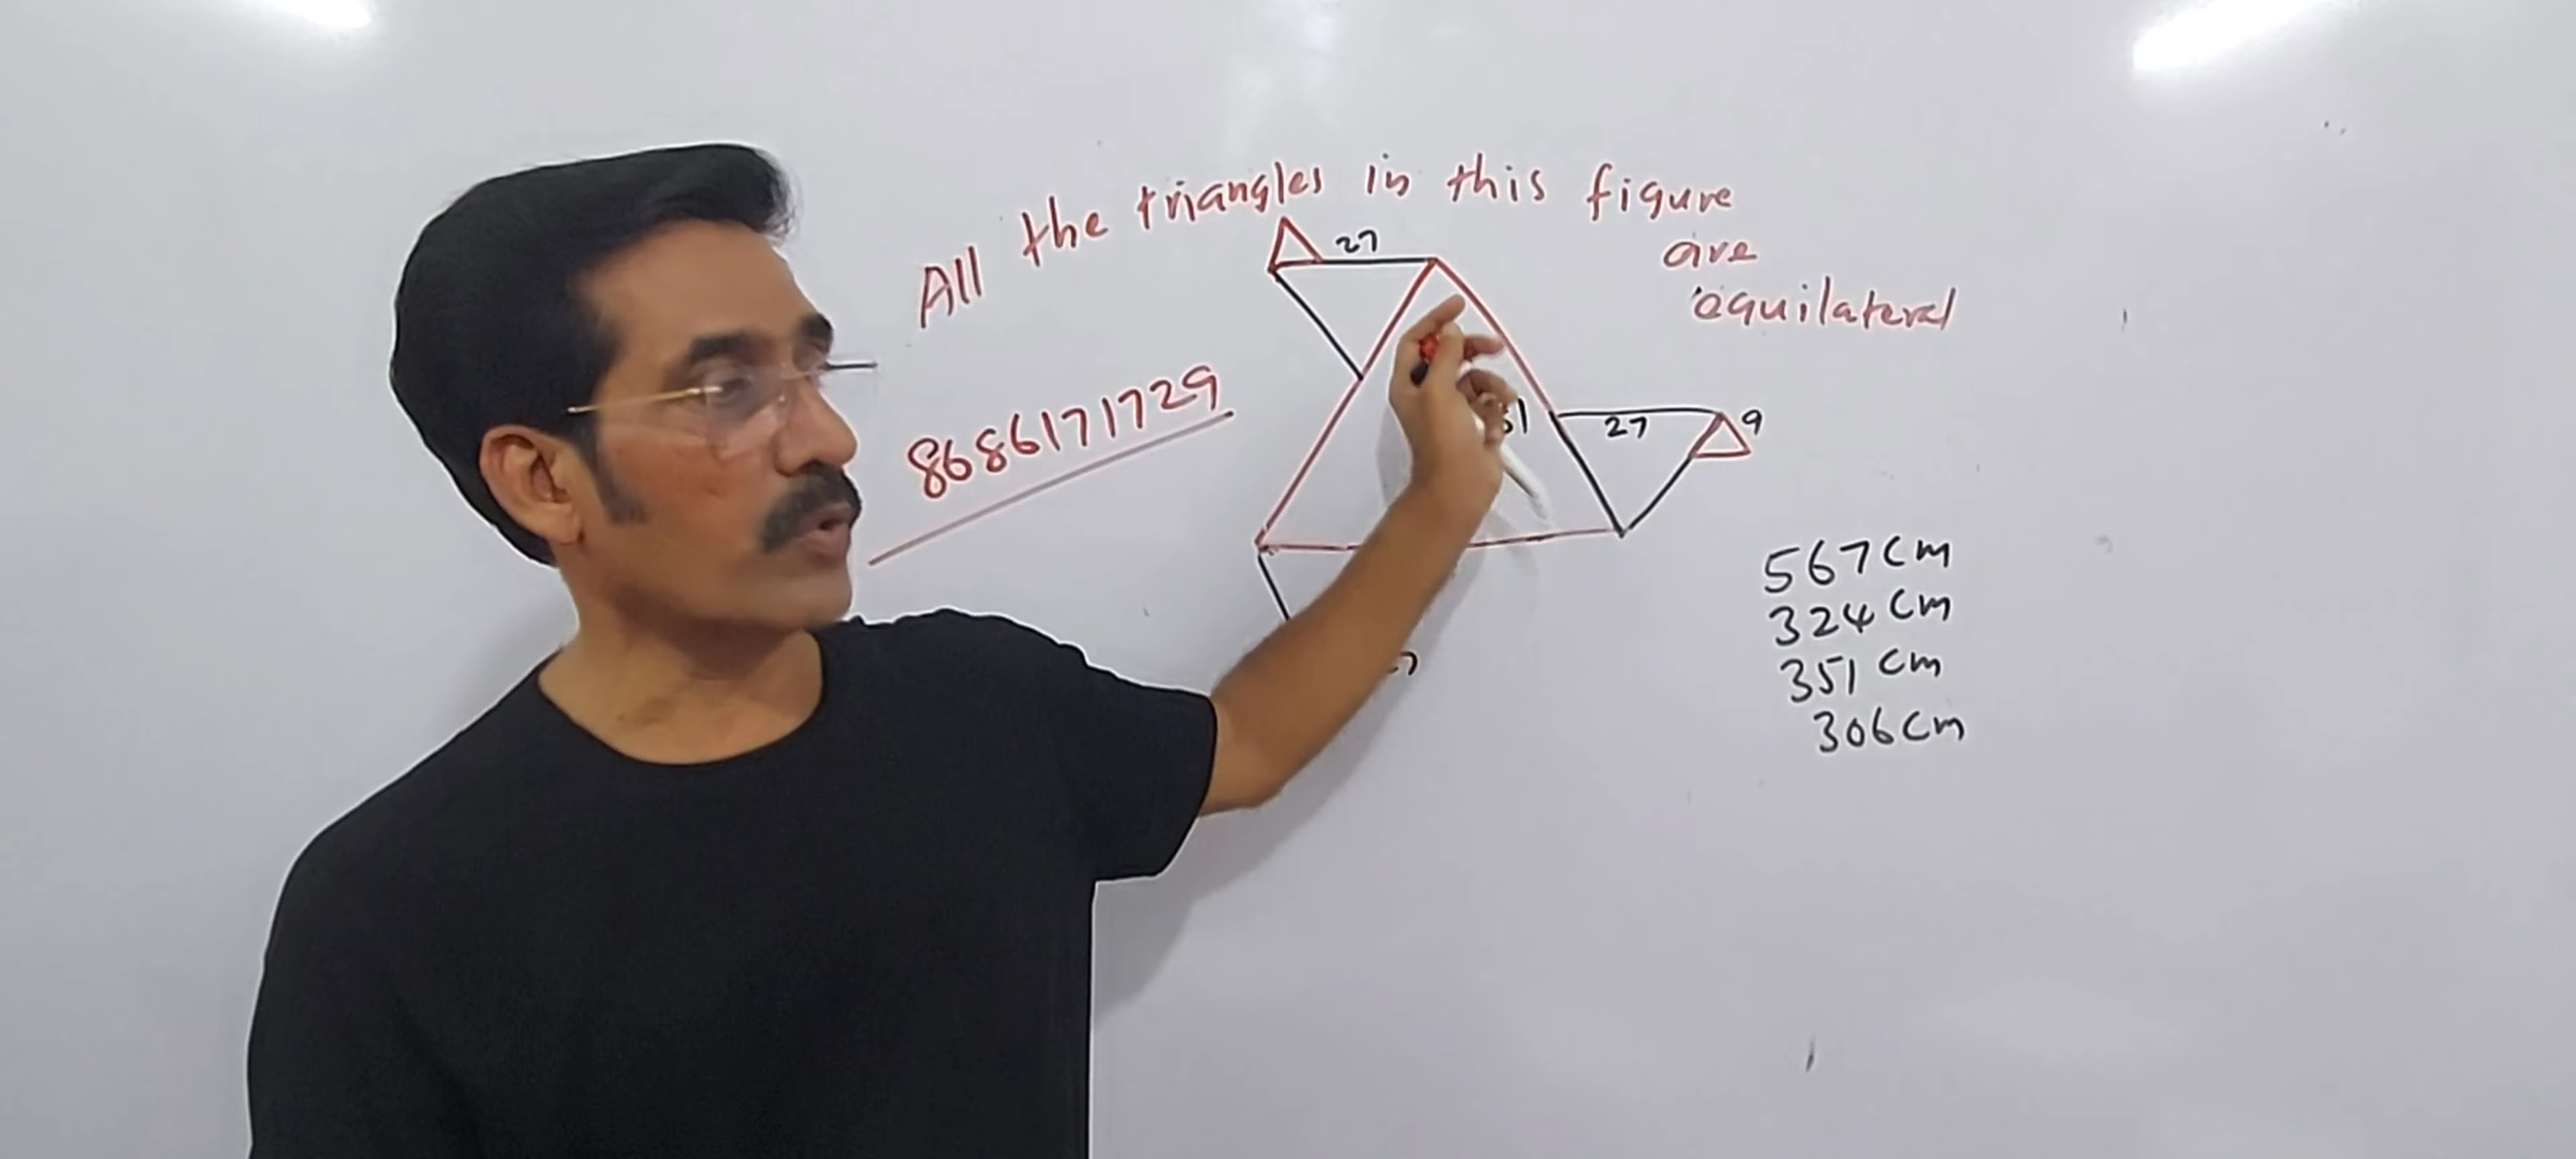 All the triangles in this figure
are
equilateral
27
8686171729
27
9
567 cm
324 cm
351 cm
306 cm